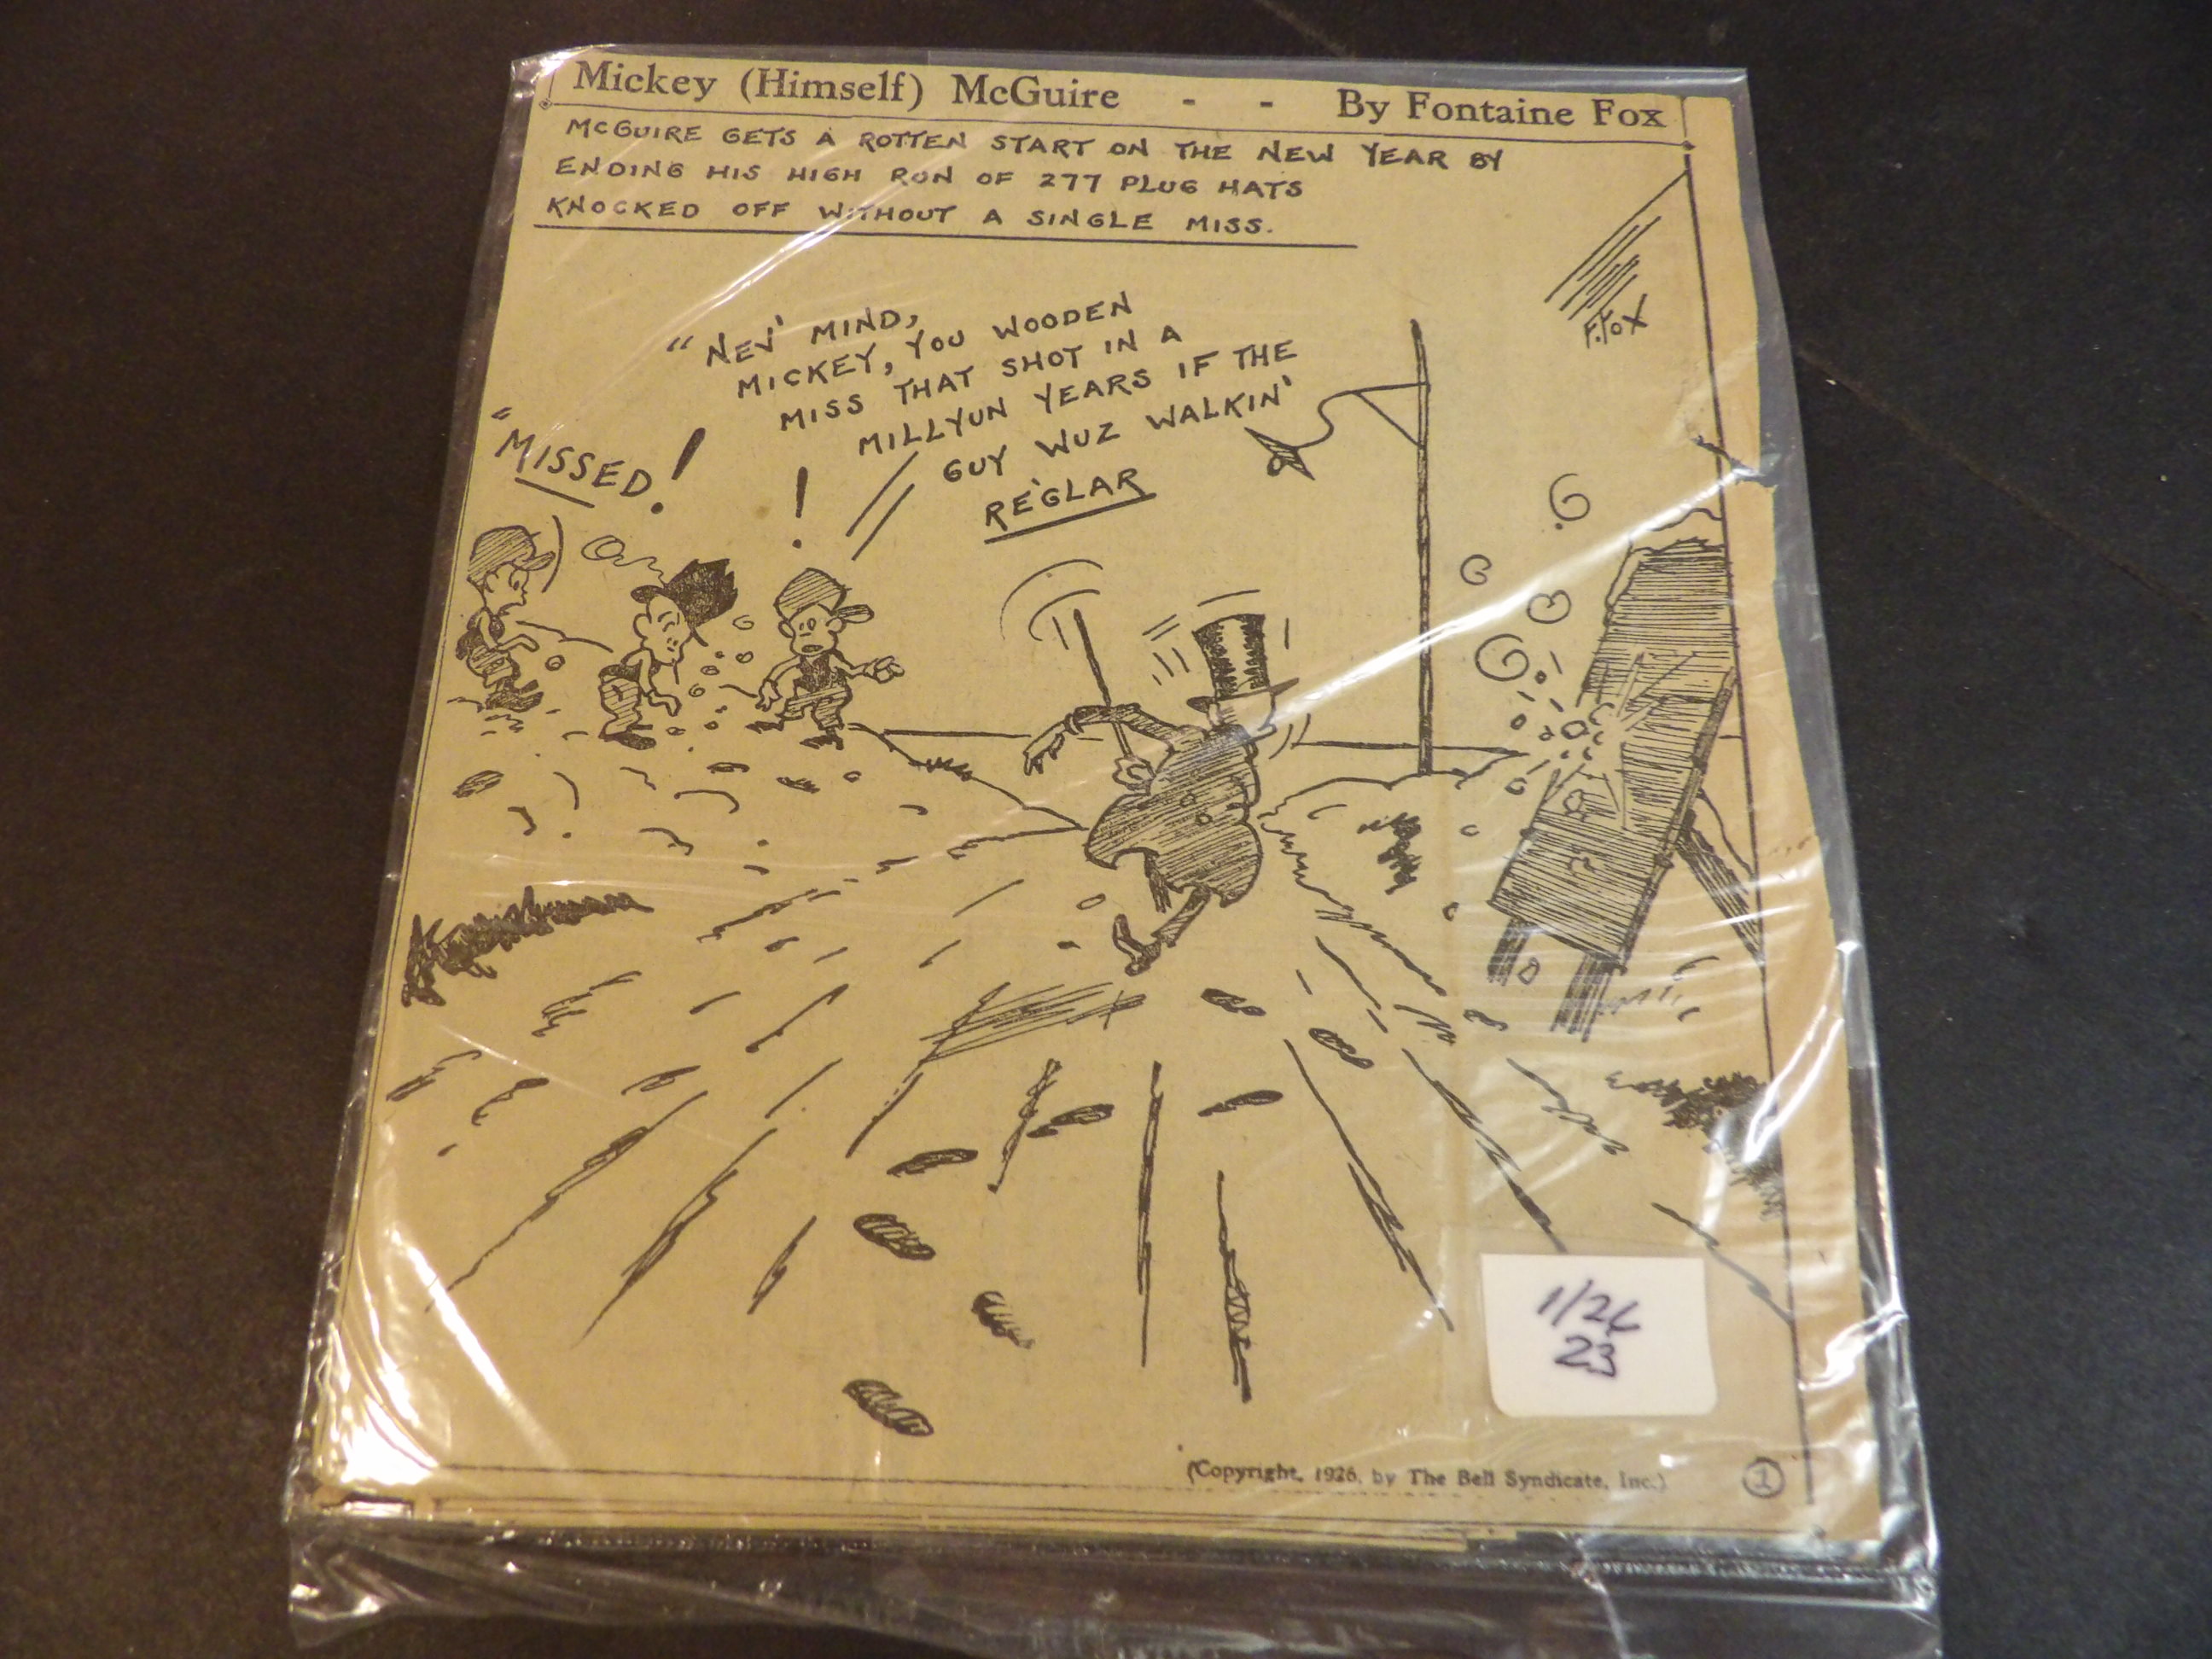 Mickey (Himself) McGuire - - By Fontaine Fox
MCGUIRE GETS A ROTTEN START ON THE NEW YEAR BY
ENDING HIS HIGH RUN OF 277 PLUG HATS
KNOCKED OFF WITHOUT A SINGLE MISS.
F.FOX
"NEV' MIND,
MICKEY, YOU WOODEN
MISS THAT SHOT IN A
MILLYUN YEARS IF THE
GUY WUZ WALKIN'
RE'GLAR
!
"MISSED!
1/26
23
(Copyright, 1926, by The Bell Syndicate, Inc.)
1